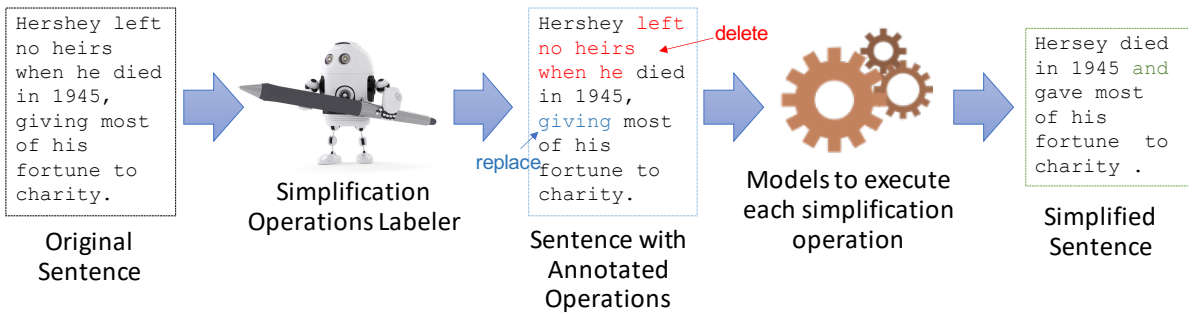 Hershey left
no heirs
when he died
in 1945,
giving most
of his
fortune to
charity.
Original
Sentence
Simplification
Operations Labeler
Hershey left
no heirs
when he died
in 1945,
giving most
of his
fortune to
charity.
delete
replace
Sentence with
Annotated
Operations
Models to execute
each simplification
operation
Hersey died
in 1945 and
gave most
of his
fortune to
charity .
Simplified
Sentence